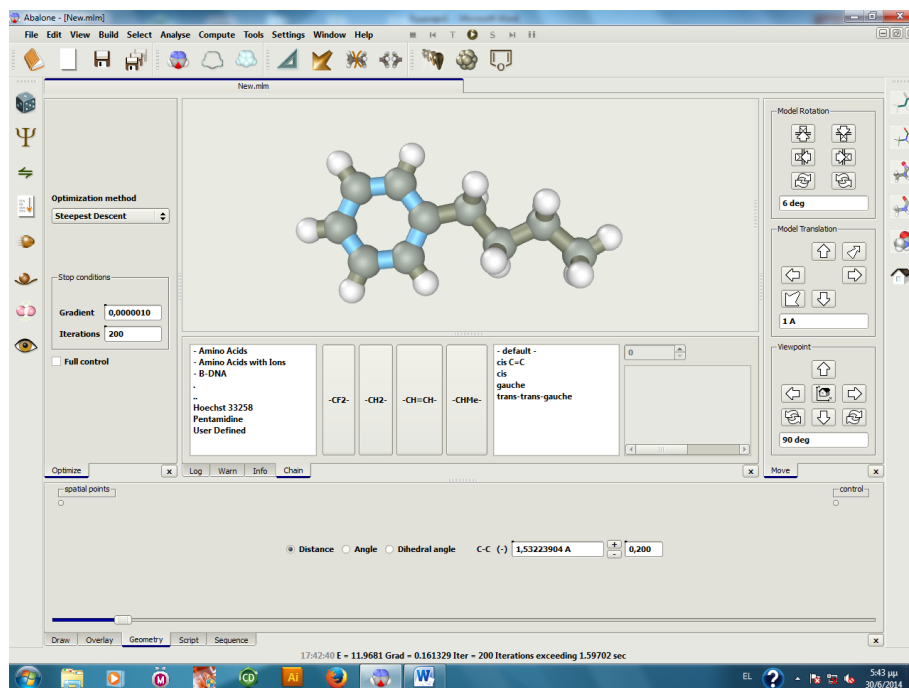 Abalone - [New.mlm]
File Edit View Build Select Analyse Compute Tools Settings Window Help T S
New.mlm
Optimization method
Steepest Descent
Stop conditions
Gradient 0,0000010
Iterations 200
Full control
Optimize x
- Amino Acids
- Amino Acids with Ions
- B-DNA
.
..
Hoechst 33258
Pentamidine
User Defined
-CF2- -CH2- -CH=CH- -CHMe-
- default -
cis C=C
cis
gauche
trans-trans-gauche
0
Log Warn Info Chain x
Model Rotation
6 deg
Model Translation
1 A
Viewpoint
90 deg
Move x
spatial points
control
Distance Angle Dihedral angle C-C (-) 1,53223904 A + - 0,200
Draw Overlay Geometry Script Sequence x
17:42:40 E = 11.9681 Grad = 0.161329 Iter = 200 Iterations exceeding 1.59702 sec
iCD Ai W EL ? 5:43 μμ
30/6/2014